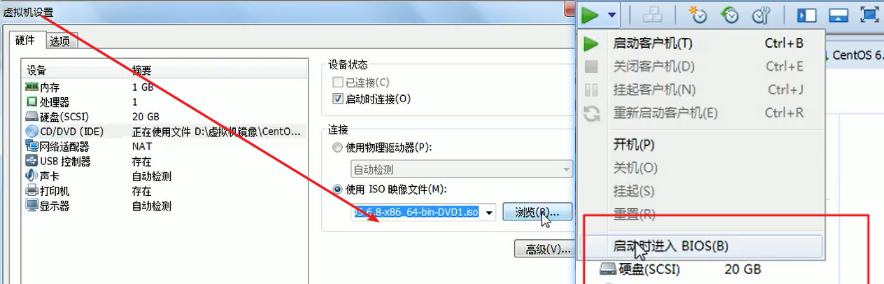 虚拟机设置
硬件 选项
设备 摘要
内存 1 GB
处理器 1
硬盘(SCSI) 20 GB
CD/DVD (IDE) 正在使用文件 D:\虚拟机镜像\CentO...
网络适配器 NAT
USB 控制器 存在
声卡 自动检测
打印机 存在
显示器 自动检测
设备状态
已连接(C)
启动时连接(O)
连接
使用物理驱动器(P):
自动检测
使用 ISO 映像文件(M):
6.8-x86_64-bin-DVD1.iso 浏览(R)...
高级(V)...
启动客户机(T) Ctrl+B
关闭客户机(D) Ctrl+E
挂起客户机(N) Ctrl+J
重新启动客户机(E) Ctrl+R
开机(P)
关机(O)
挂起(S)
重置(R)
启动时进入 BIOS(B)
硬盘(SCSI) 20 GB
CentOS 6.